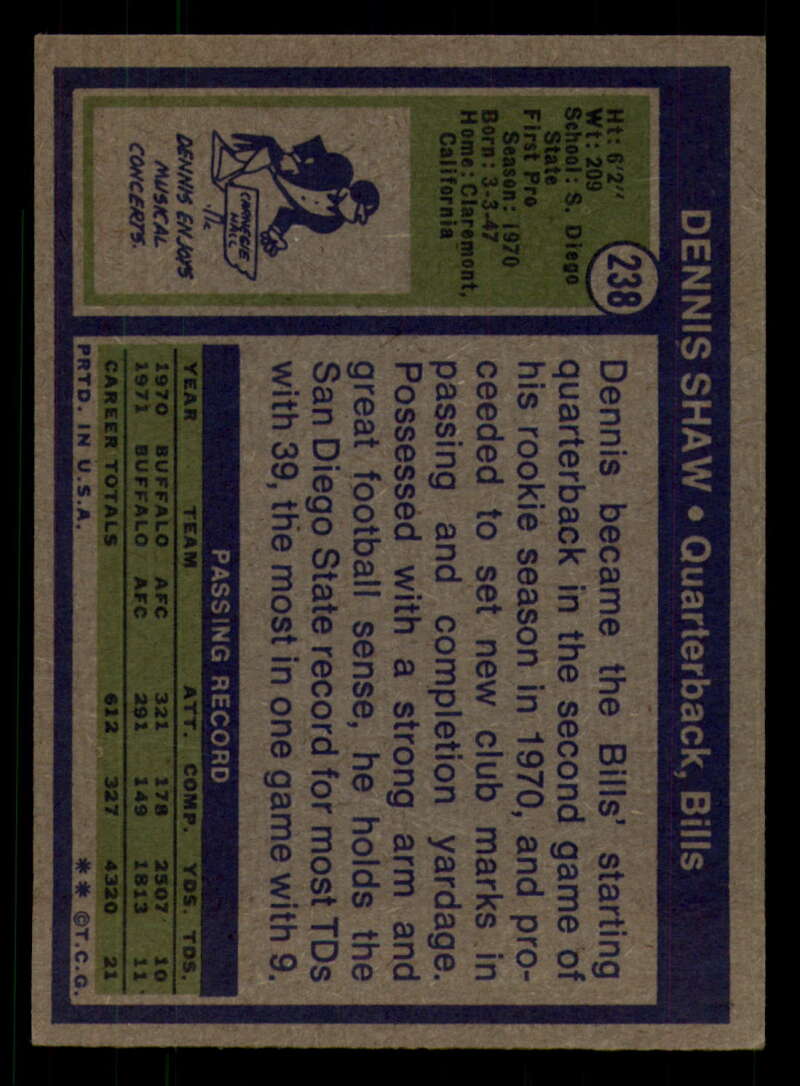 DENNIS SHAW • Quarterback, Bills
238
Ht: 6'2"
Wt: 209
School: S. Diego
State
First Pro
Season: 1970
Born: 3-3-47
Home: Claremont,
California
CARNEGIE
HALL
DENNIS ENJOYS
MUSICAL
CONCERTS.
Dennis became the Bills' starting
quarterback in the second game of
his rookie season in 1970, and pro-
ceeded to set new club marks in
passing and completion yardage.
Possessed with a strong arm and
great football sense, he holds the
San Diego State record for most TDs
with 39, the most in one game with 9.
PASSING RECORD
YEAR TEAM ATT. COMP. YDS. TDS.
1970 BUFFALO AFC 321 178 2507 10
1971 BUFFALO AFC 291 149 1813 11
CAREER TOTALS 612 327 4320 21
PRTD. IN U.S.A. ** ©T.C.G.